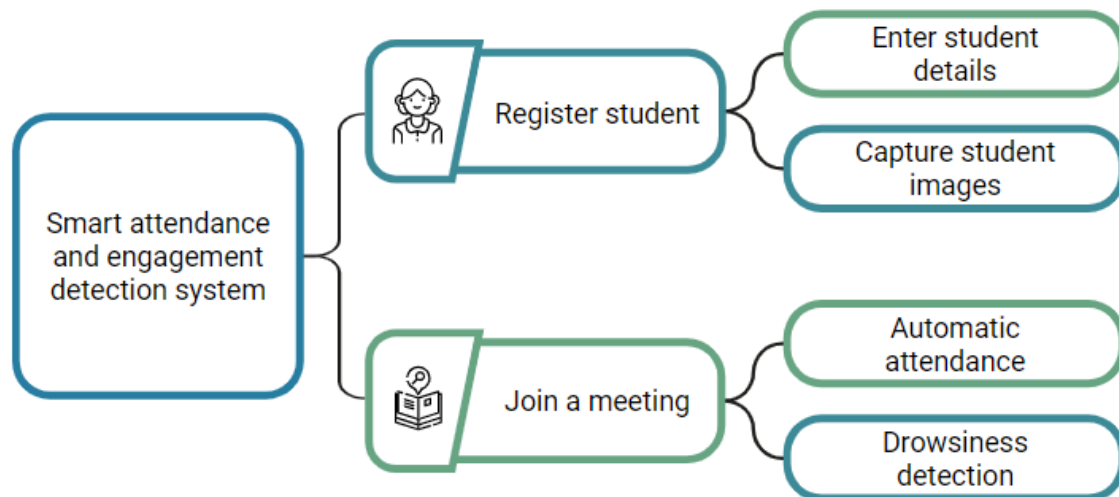 Smart attendance
and engagement
detection system
Register student
Enter student
details
Capture student
images
Join a meeting
Automatic
attendance
Drowsiness
detection